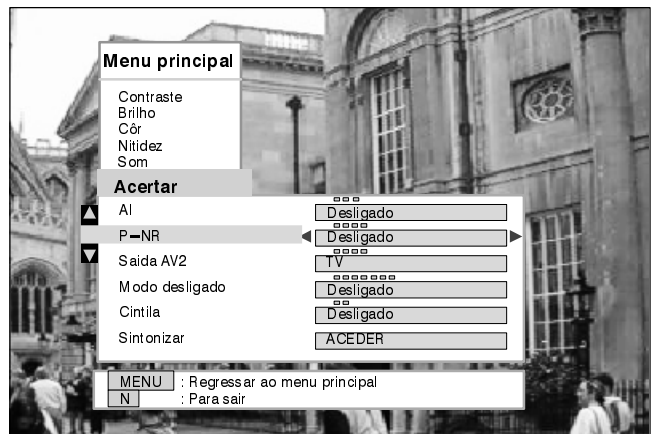 Menu principal
Contraste
Brilho
Côr
Nitidez
Som
Acertar
AI Desligado
P–NR Desligado
Saida AV2 TV
Modo desligado Desligado
Cintila Desligado
Sintonizar ACEDER
MENU : Regressar ao menu principal
N : Para sair